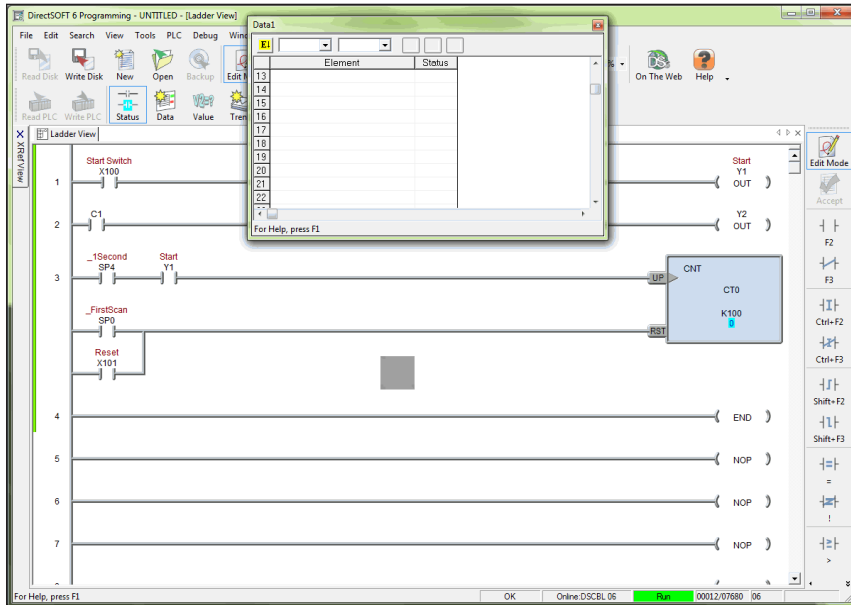 DirectSOFT 6 Programming - UNTITLED - [Ladder View]
File Edit Search View Tools PLC Debug
Read Disk Write Disk New Open Backup
On The Web Help
Read PLC Write PLC Status Data Value
Data1
Element Status
13
14
15
16
17
18
19
20
21
22
For Help, press F1
XRef View
Ladder View
Edit Mode
Accept
F2
F3
Ctrl+F2
Ctrl+F3
Shift+F2
Shift+F3
=
!
>
Start Switch
X100
1
Start
Y1
OUT
C1
2
Y2
OUT
_1Second Start
SP4 Y1
3
UP
CNT
CT0
K100
0
_FirstScan
SP0
RST
Reset
X101
4 END
5 NOP
6 NOP
7 NOP
For Help, press F1 OK Online:DSCBL 06 Run 00012/07680 06